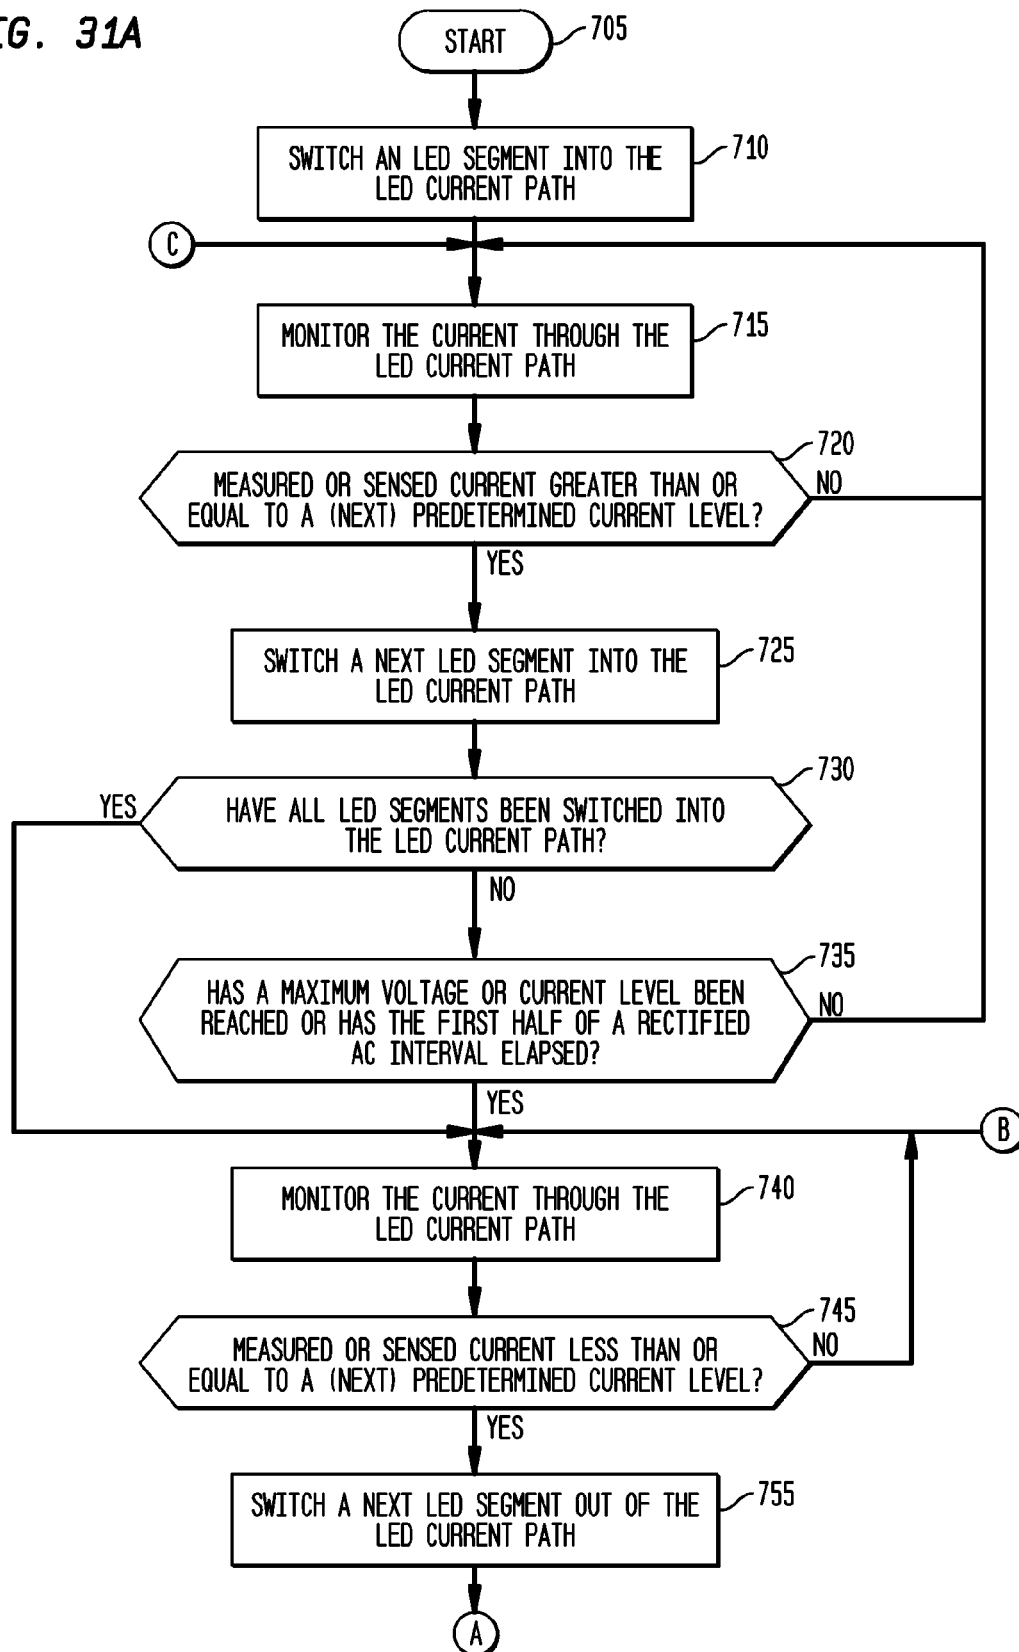 IG. 31A
START
705
SWITCH AN LED SEGMENT INTO THE
LED CURRENT PATH
710
C
MONITOR THE CURRENT THROUGH THE
LED CURRENT PATH
715
MEASURED OR SENSED CURRENT GREATER THAN OR
EQUAL TO A (NEXT) PREDETERMINED CURRENT LEVEL?
720
NO
YES
SWITCH A NEXT LED SEGMENT INTO THE
LED CURRENT PATH
725
HAVE ALL LED SEGMENTS BEEN SWITCHED INTO
THE LED CURRENT PATH?
730
YES
NO
HAS A MAXIMUM VOLTAGE OR CURRENT LEVEL BEEN
REACHED OR HAS THE FIRST HALF OF A RECTIFIED
AC INTERVAL ELAPSED?
735
NO
YES
B
MONITOR THE CURRENT THROUGH THE
LED CURRENT PATH
740
MEASURED OR SENSED CURRENT LESS THAN OR
EQUAL TO A (NEXT) PREDETERMINED CURRENT LEVEL?
745
NO
YES
SWITCH A NEXT LED SEGMENT OUT OF THE
LED CURRENT PATH
755
A